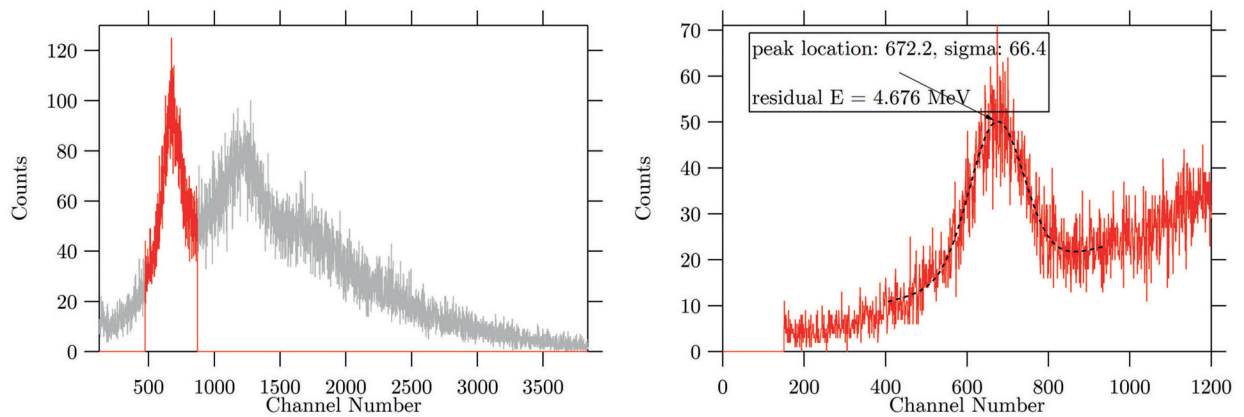 120
100
80
60
40
20
0
Counts
500 1000 1500 2000 2500 3000 3500
Channel Number
70
60
50
40
30
20
10
0
Counts
peak location: 672.2, sigma: 66.4
residual E = 4.676 MeV
0 200 400 600 800 1000 1200
Channel Number